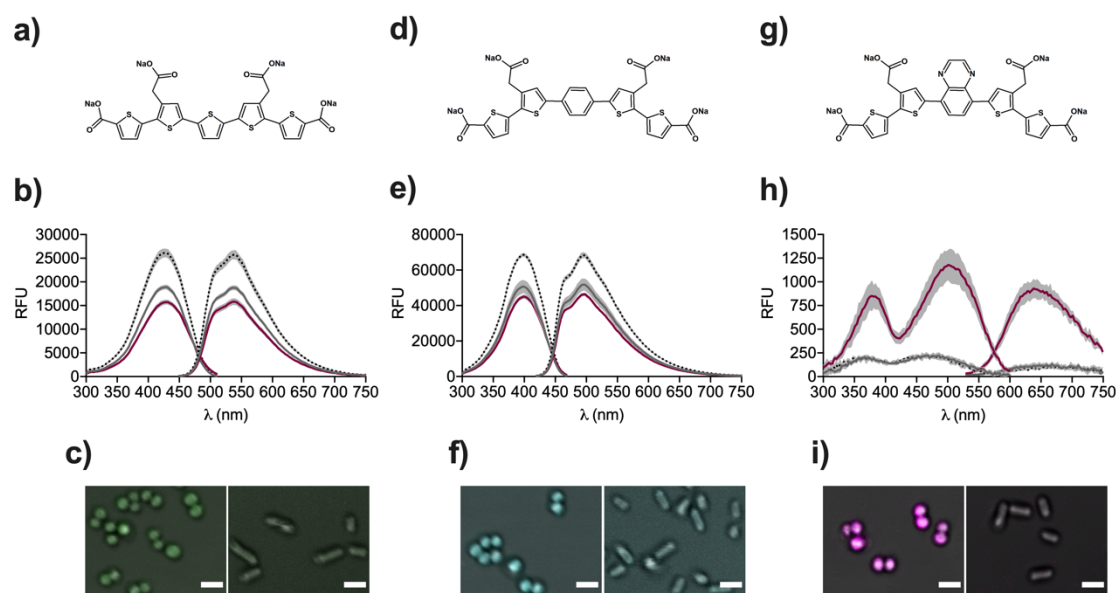 a)
d)
g)
NaO
O
O
ONa
NaO
O
O
ONa
NaO
O
N
N
O
ONa
NaO
O
S
S
S
S
S
O
ONa
NaO
O
S
S
S
S
O
ONa
NaO
O
S
S
S
S
O
ONa
b)
e)
h)
RFU
30000
25000
20000
15000
10000
5000
0
300 350 400 450 500 550 600 650 700 750
λ (nm)
RFU
80000
60000
40000
20000
0
300 350 400 450 500 550 600 650 700 750
λ (nm)
RFU
1500
1250
1000
750
500
250
0
300 350 400 450 500 550 600 650 700 750
λ (nm)
c)
f)
i)